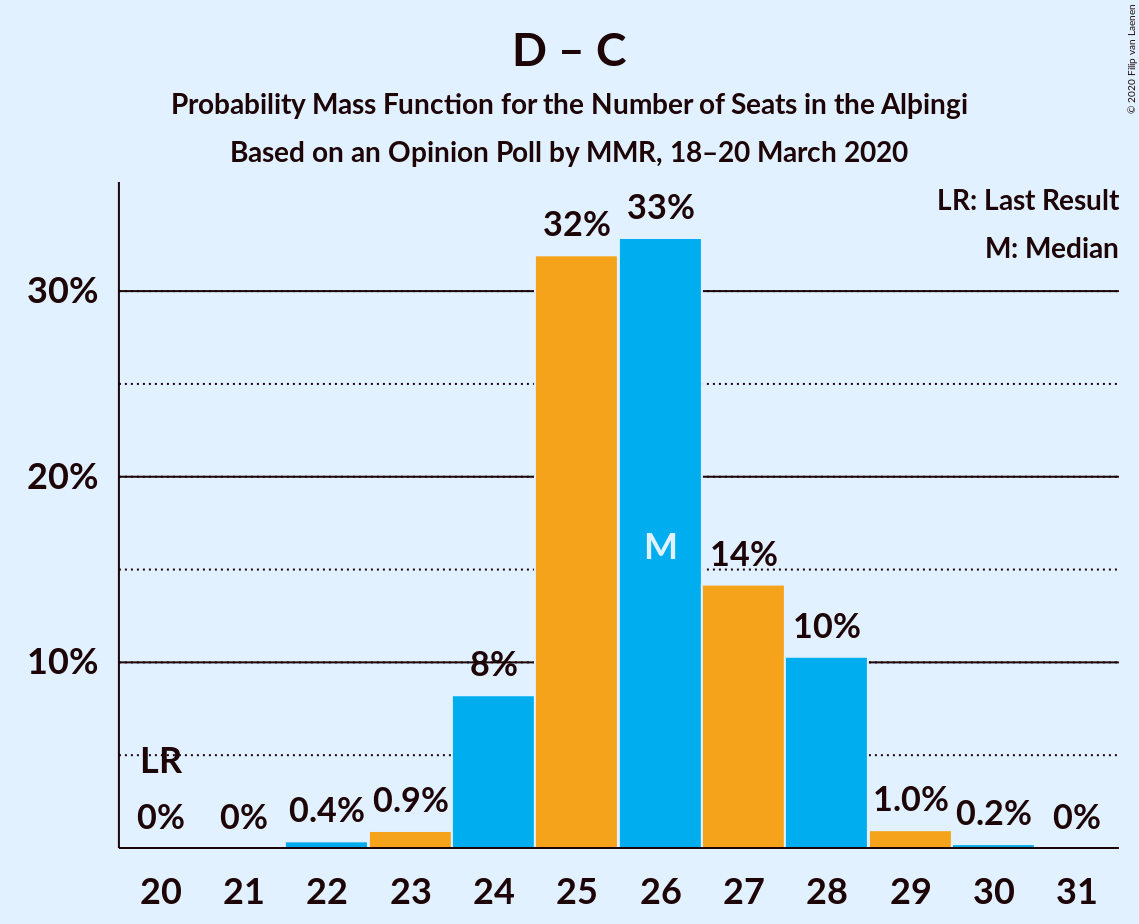 D – C
Probability Mass Function for the Number of Seats in the Alþingi
Based on an Opinion Poll by MMR, 18–20 March 2020
© 2020 Filip van Laenen
LR: Last Result
M: Median
30%
20%
10%
LR
0%
0%
0.4%
0.9%
8%
32%
33%
M
14%
10%
1.0%
0.2%
0%
20 21 22 23 24 25 26 27 28 29 30 31